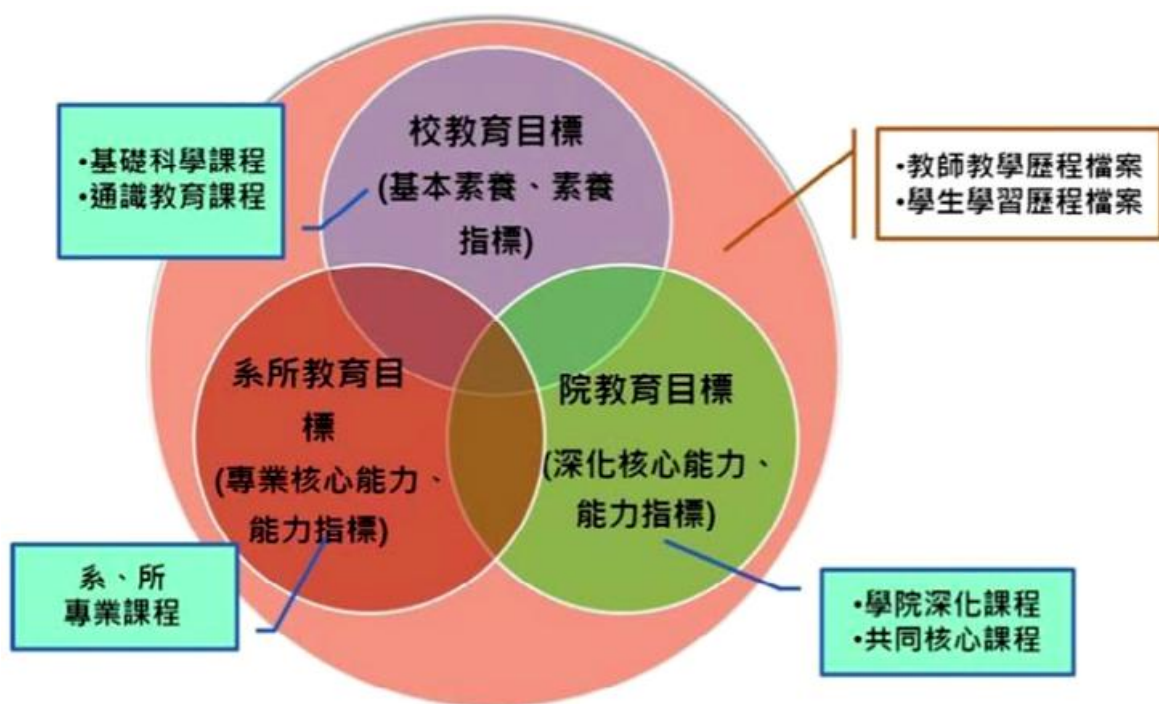 校教育目標
(基本素養、素養
指標)
•基礎科學課程
•通識教育課程
•教師教學歷程檔案
•學生學習歷程檔案
系所教育目
標
(專業核心能力、
能力指標)
院教育目標
(深化核心能力、
能力指標)
系、所
專業課程
•學院深化課程
•共同核心課程